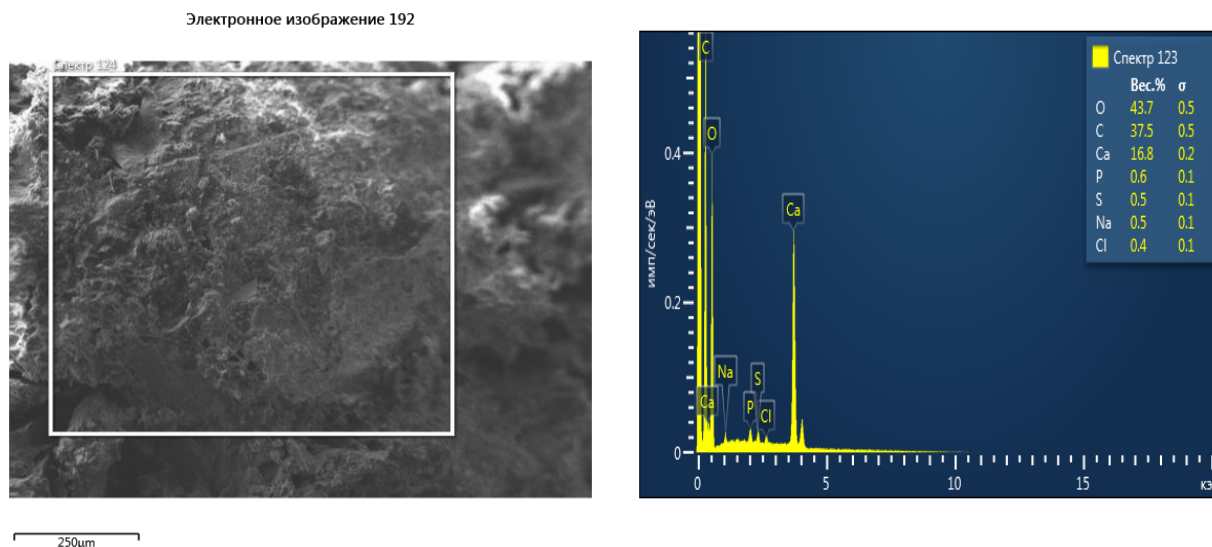 Электронное изображение 192
Спектр 124
250µm
имп/сек/эВ
0.4
0.2
0
C
O
Ca
Na
P
S
Cl
Ca
0 5 10 15 кэ
Спектр 123
Вес.% σ
O 43.7 0.5
C 37.5 0.5
Ca 16.8 0.2
P 0.6 0.1
S 0.5 0.1
Na 0.5 0.1
Cl 0.4 0.1